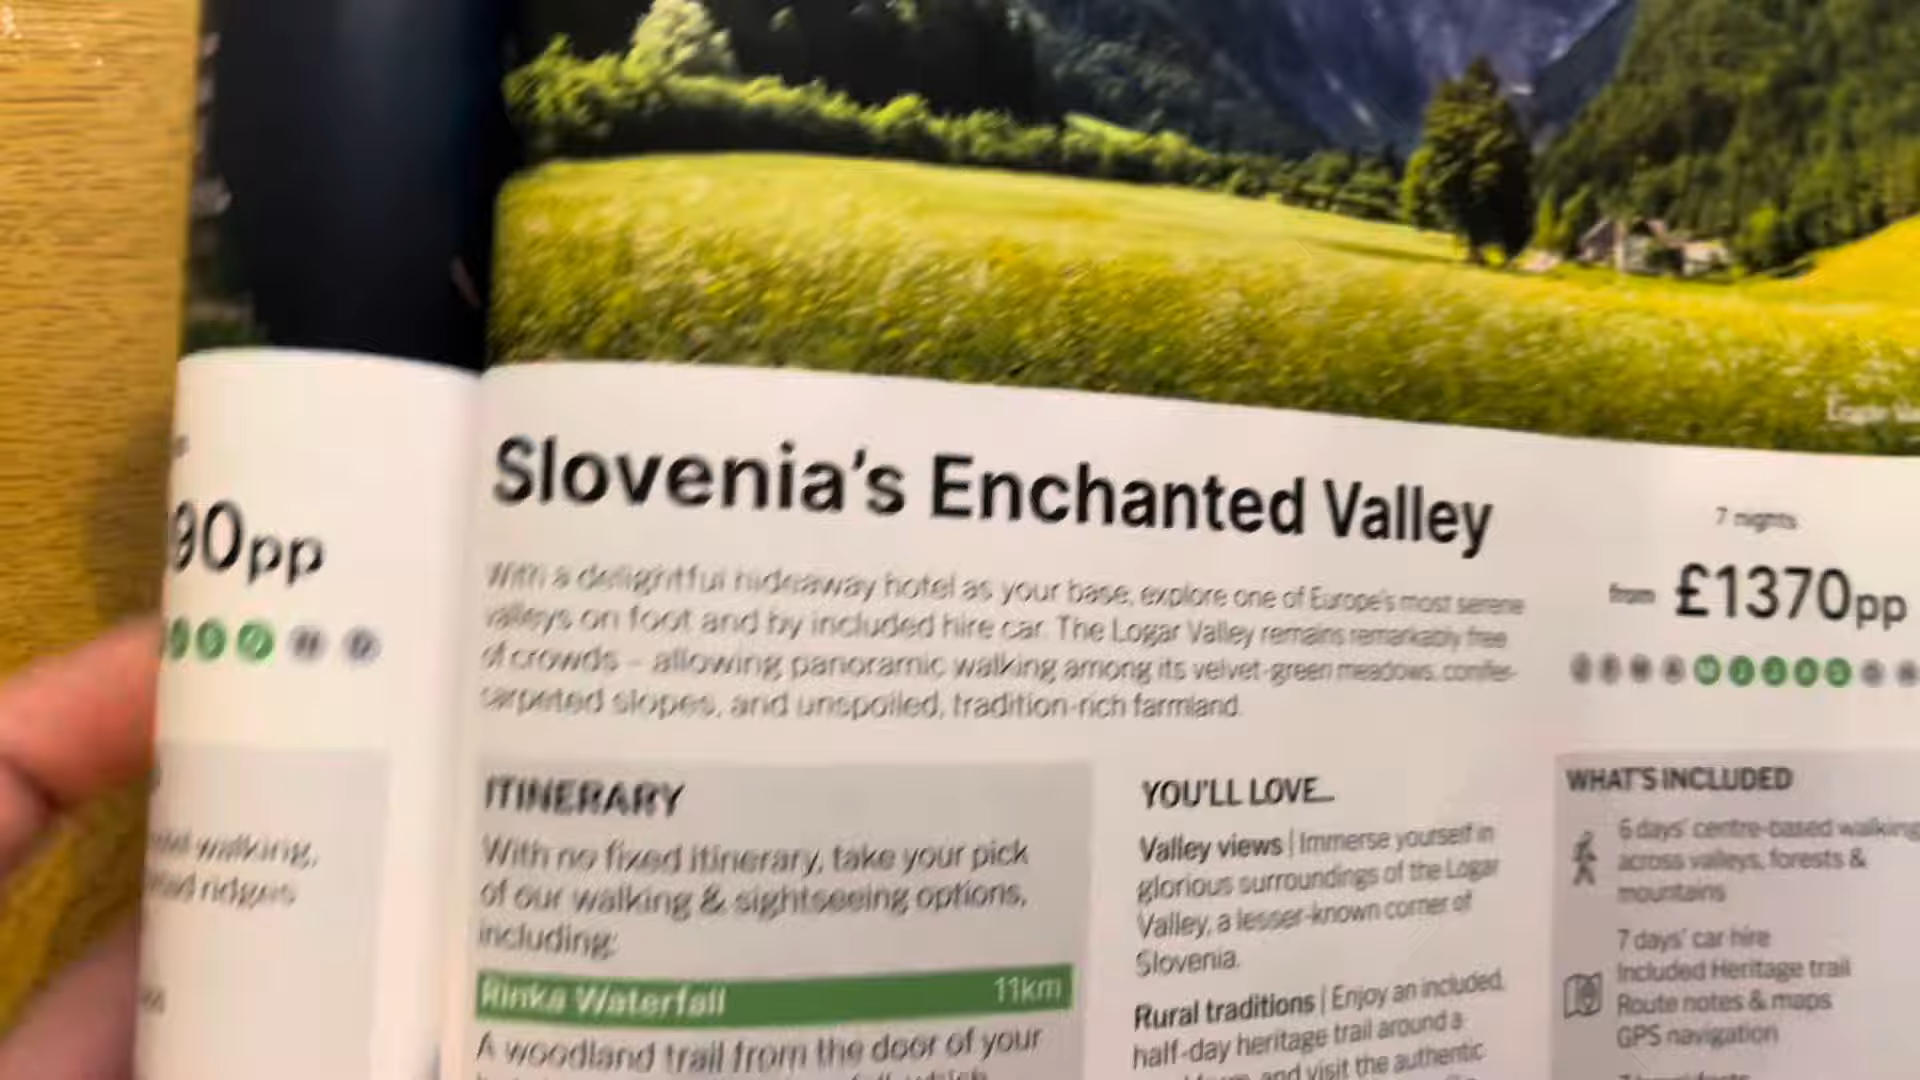 90pp
walking,
ridges
Slovenia's Enchanted Valley
With a delightful hideaway hotel as your base, explore one of Europe's most serene
valleys on foot and by included hire car. The Logar Valley remains remarkably free
of crowds – allowing panoramic walking among its velvet-green meadows, conifer-
carpeted slopes, and unspoiled, tradition-rich farmland.
7 nights
from £1370pp
ITINERARY
With no fixed itinerary, take your pick
of our walking & sightseeing options,
including:
Rinka Waterfall 11km
A woodland trail from the door of your
which
YOU'LL LOVE...
Valley views | Immerse yourself in
glorious surroundings of the Logar
Valley, a lesser-known corner of
Slovenia.
Rural traditions | Enjoy an included,
half-day heritage trail around a
and visit the authentic
WHAT'S INCLUDED
6 days' centre-based walking
across valleys, forests &
mountains
7 days' car hire
Included Heritage trail
Route notes & maps
GPS navigation